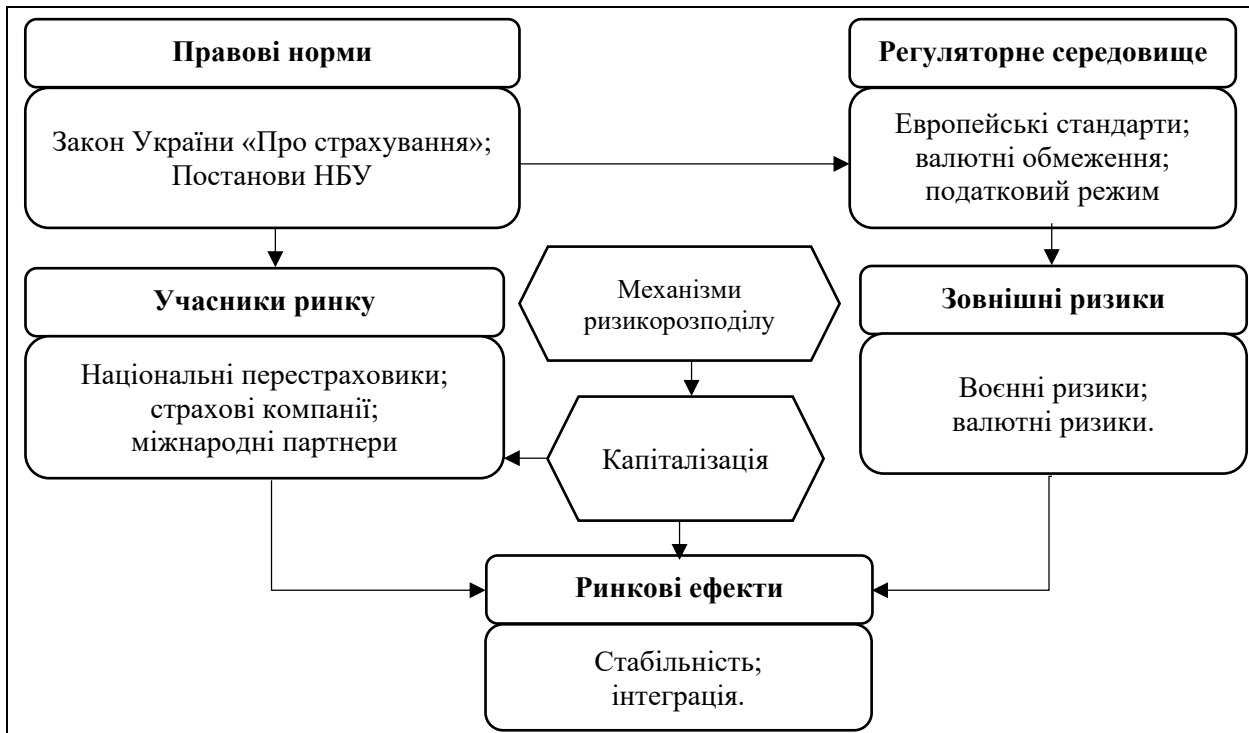 Правові норми
Закон України «Про страхування»;
Постанови НБУ
Регуляторне середовище
Европейські стандарти;
валютні обмеження;
податковий режим
Учасники ринку
Національні перестраховики;
страхові компанії;
міжнародні партнери
Механізми
ризикорозподілу
Капіталізація
Зовнішні ризики
Воєнні ризики;
валютні ризики.
Ринкові ефекти
Стабільність;
інтеграція.